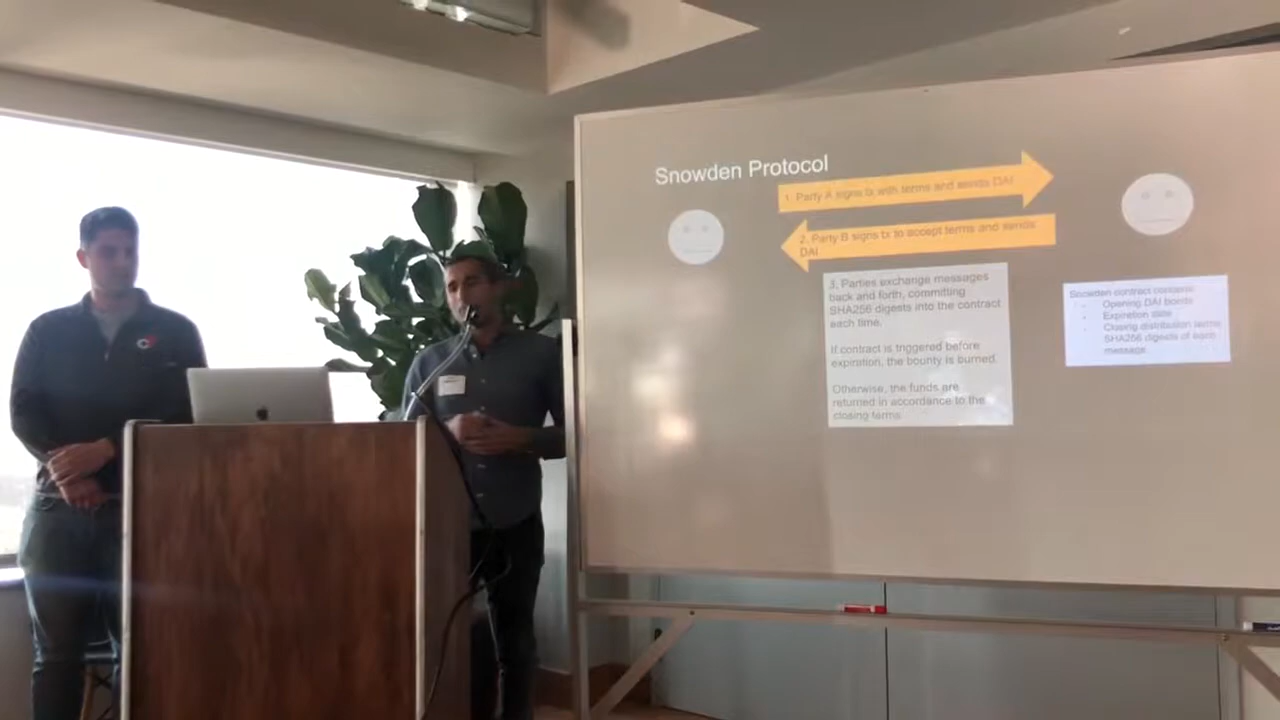 Snowden Protocol
1. Party A signs tx with terms and sends DAI
2. Party B signs tx to accept terms and sends
DAI
3. Parties exchange messages
back and forth, committing
SHA256 digests into the contract
each time.
If contract is triggered before
expiration, the bounty is burned.
Otherwise, the funds are
returned in accordance to the
closing terms.
Snowden contract contents:
Opening DAI bonds
Expiration date
Closing distribution terms
SHA256 digests of each
message.